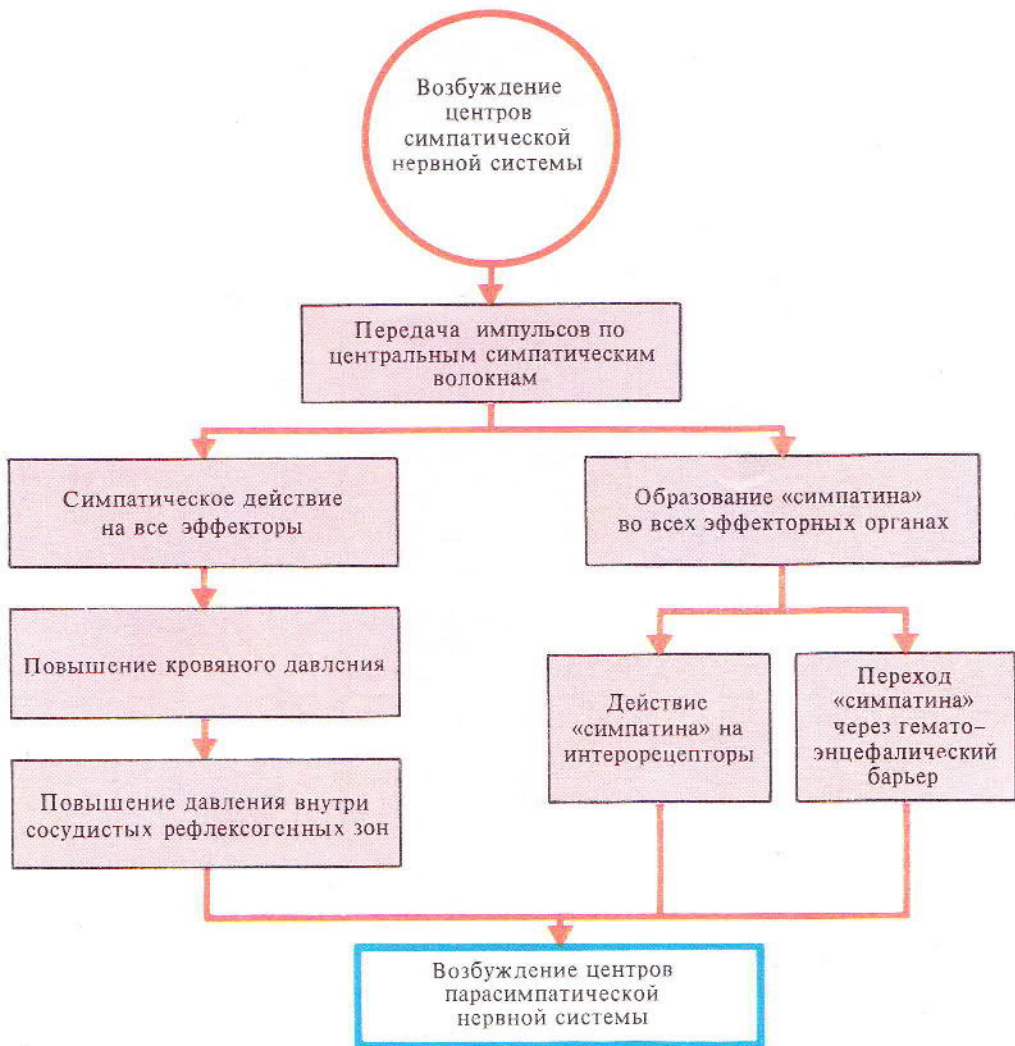 Возбуждение
центров
симпатической
нервной системы
Передача импульсов по
центральным симпатическим
волокнам
Симпатическое действие
на все эффекторы
Образование «симпатина»
во всех эффекторных органах
Повышение кровяного давления
Действие
«симпатина» на
интерорецепторы
Переход
«симпатина»
через гемато–
энцефалический
барьер
Повышение давления внутри
сосудистых рефлексогенных зон
Возбуждение центров
парасимпатической
нервной системы